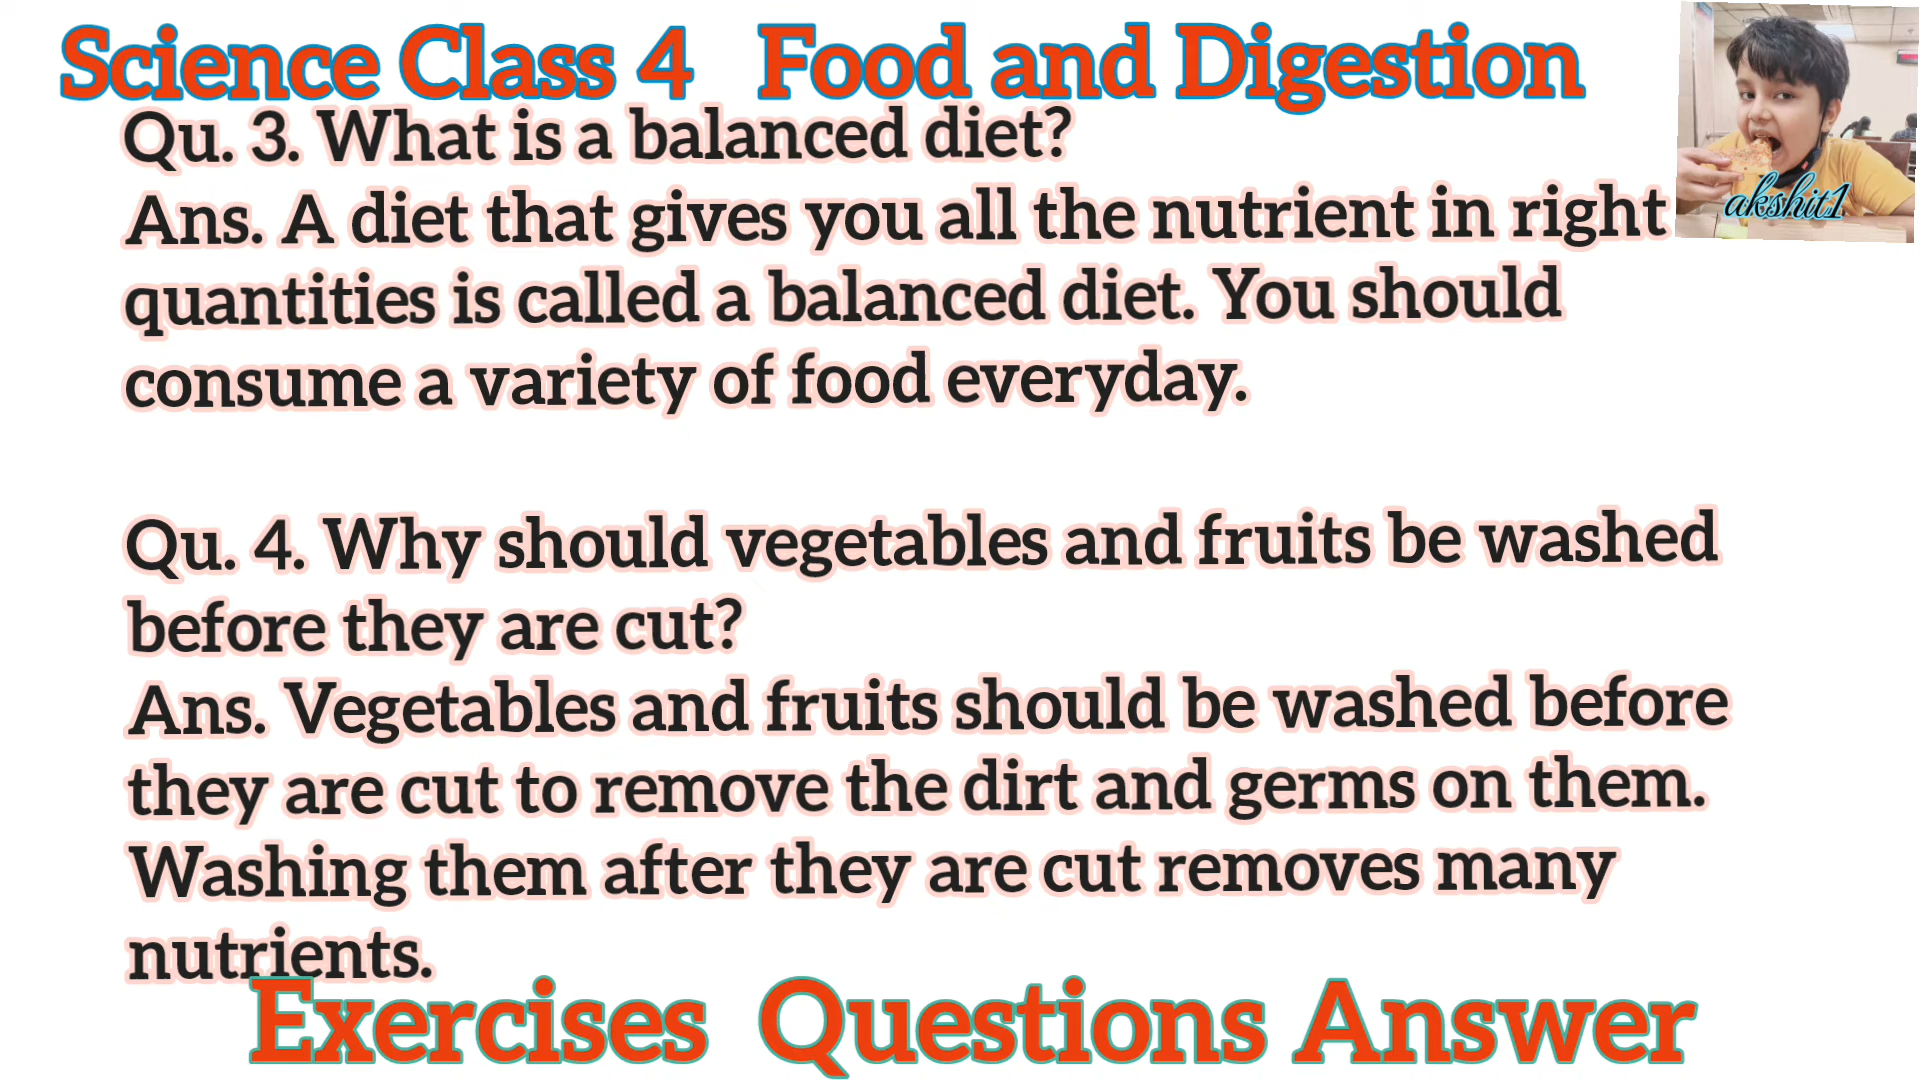 Science Class 4 Food and Digestion
Qu. 3. What is a balanced diet?
Ans. A diet that gives you all the nutrient in right
quantities is called a balanced diet. You should
consume a variety of food everyday.
Qu. 4. Why should vegetables and fruits be washed
before they are cut?
Ans. Vegetables and fruits should be washed before
they are cut to remove the dirt and germs on them.
Washing them after they are cut removes many
nutrients.
Exercises Questions Answer
akshit1